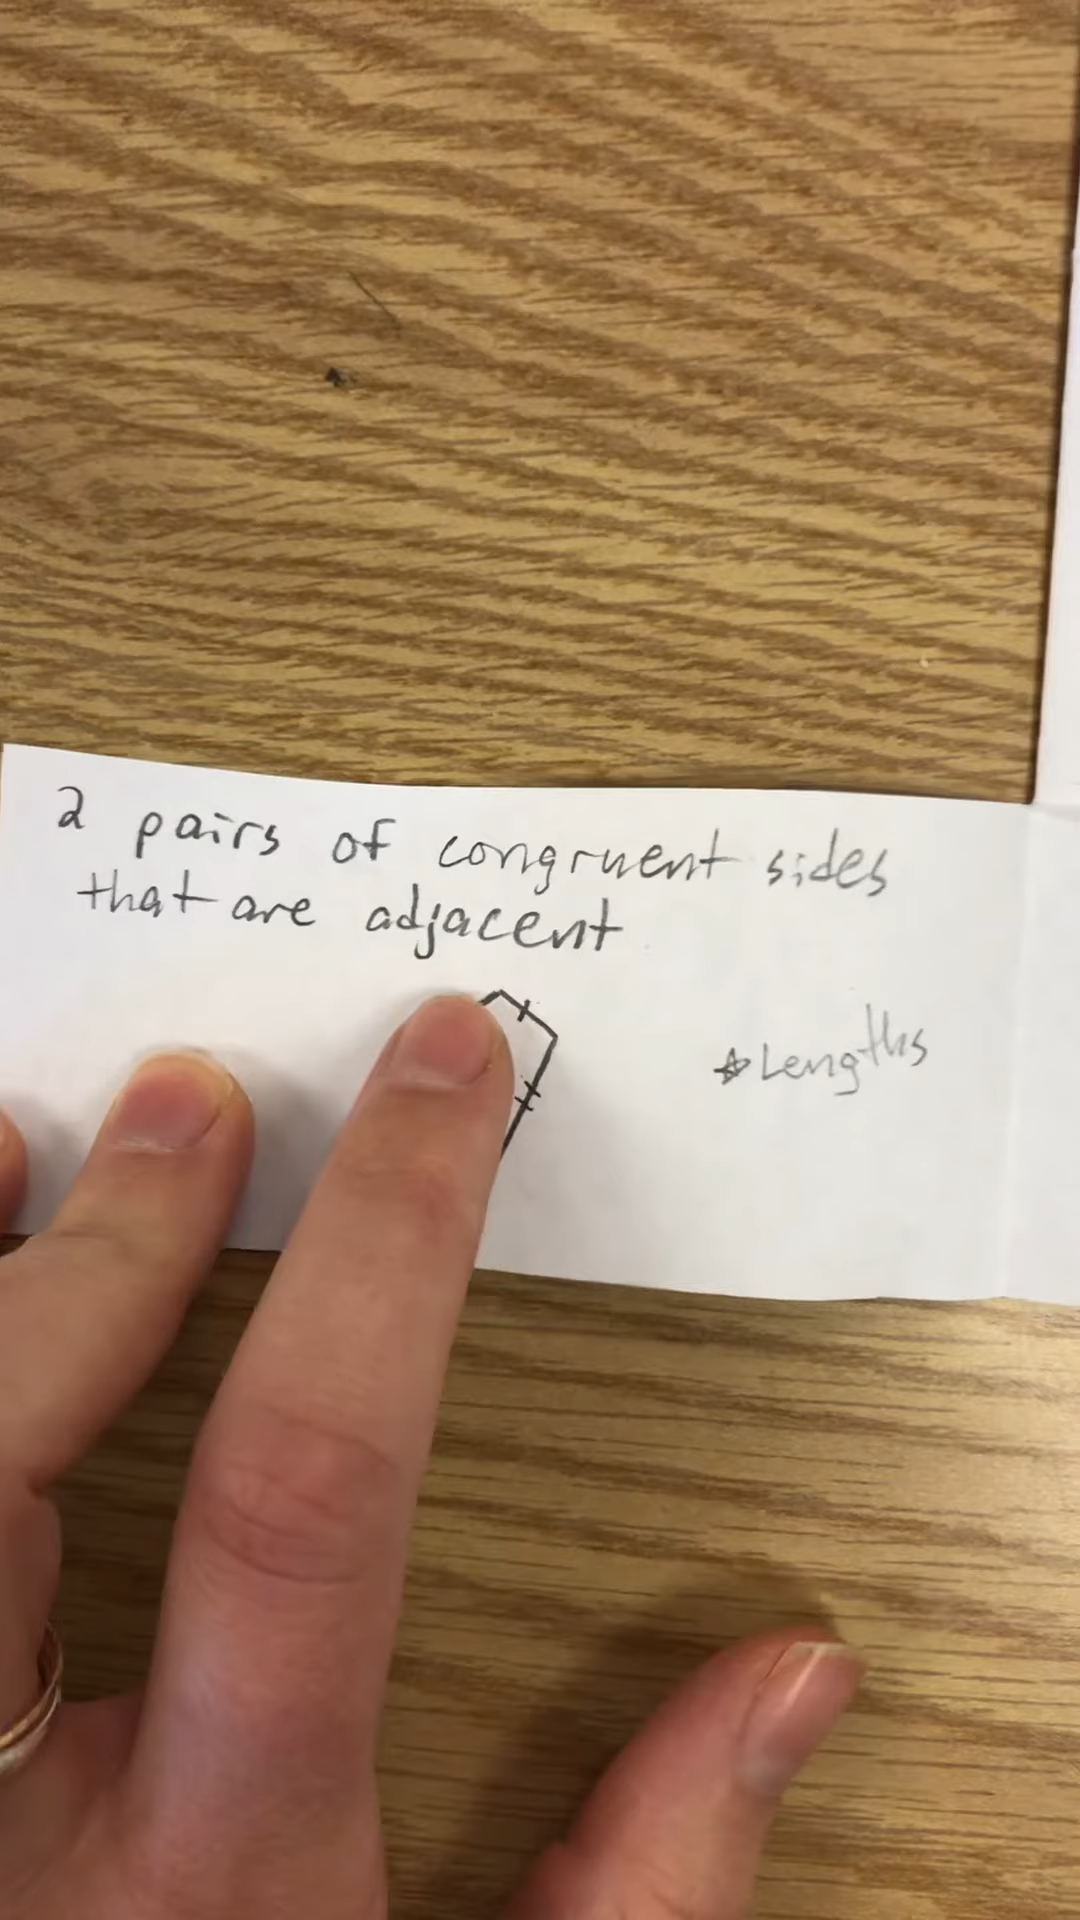 2 pairs of congruent sides
that are adjacent
☆Lengths